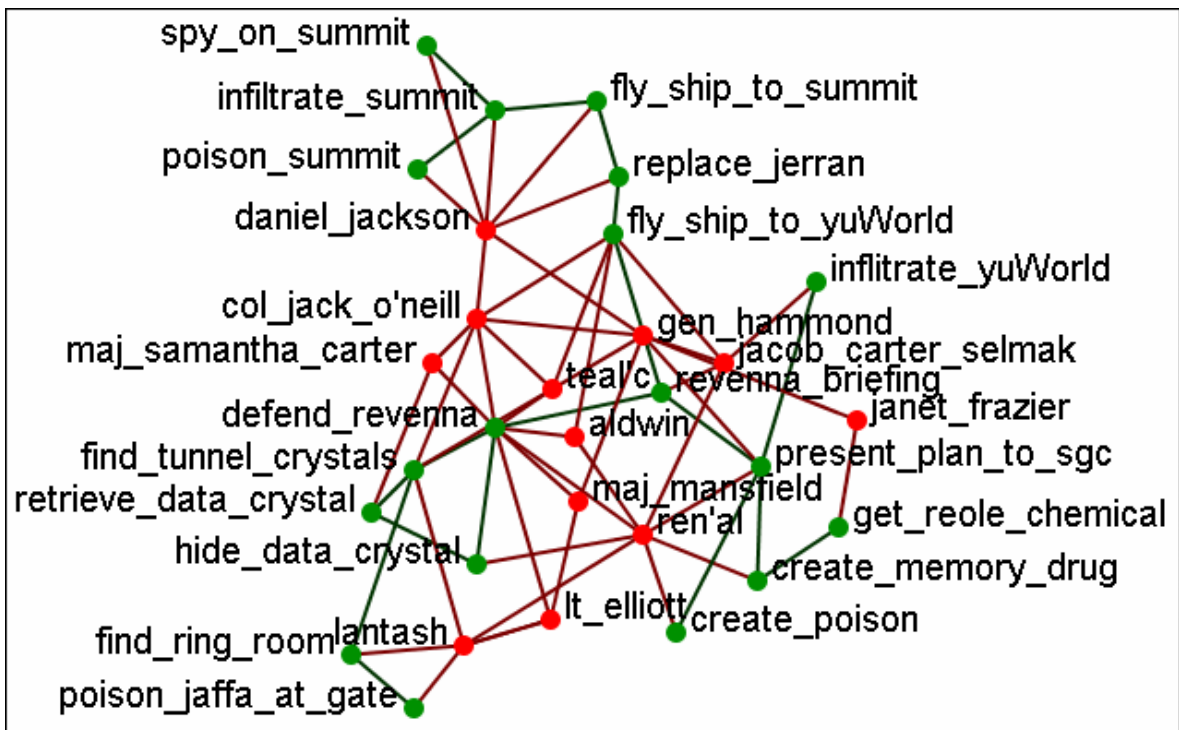 spy_on_summit
fly_ship_to_summit
infiltrate_summit
poison_summit
replace_jerran
daniel_jackson
fly_ship_to_yuWorld
inflitrate_yuWorld
col_jack_o'neill
gen_hammond
maj_samantha_carter
jacob_carter_selmak
teal'c
revenna_briefing
defend_revenna
aldwin
janet_frazier
find_tunnel_crystals
present_plan_to_sgc
retrieve_data_crystal
maj_mansfield
get_reole_chemical
ren'al
hide_data_crystal
create_memory_drug
lt_elliott
create_poison
find_ring_room
lantash
poison_jaffa_at_gate